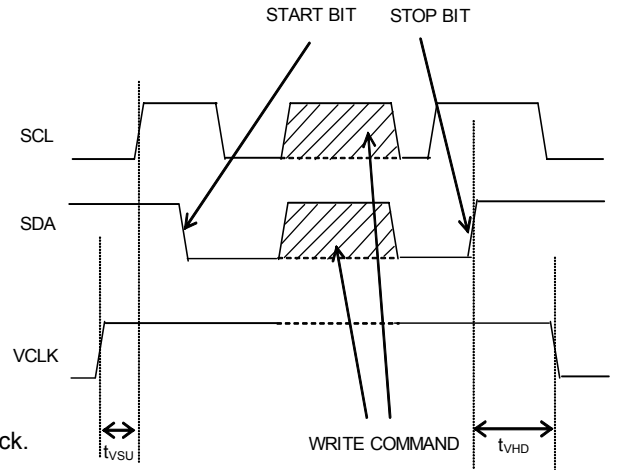 START BIT STOP BIT
SCL
SDA
VCLK
ck.
tVSU WRITE COMMAND tVHD